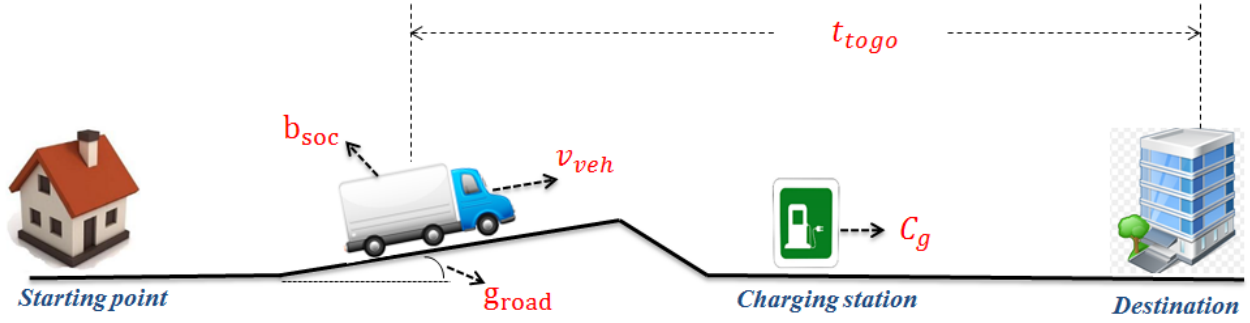 t_togo
b_soc
v_veh
C_g
g_road
Starting point
Charging station
Destination